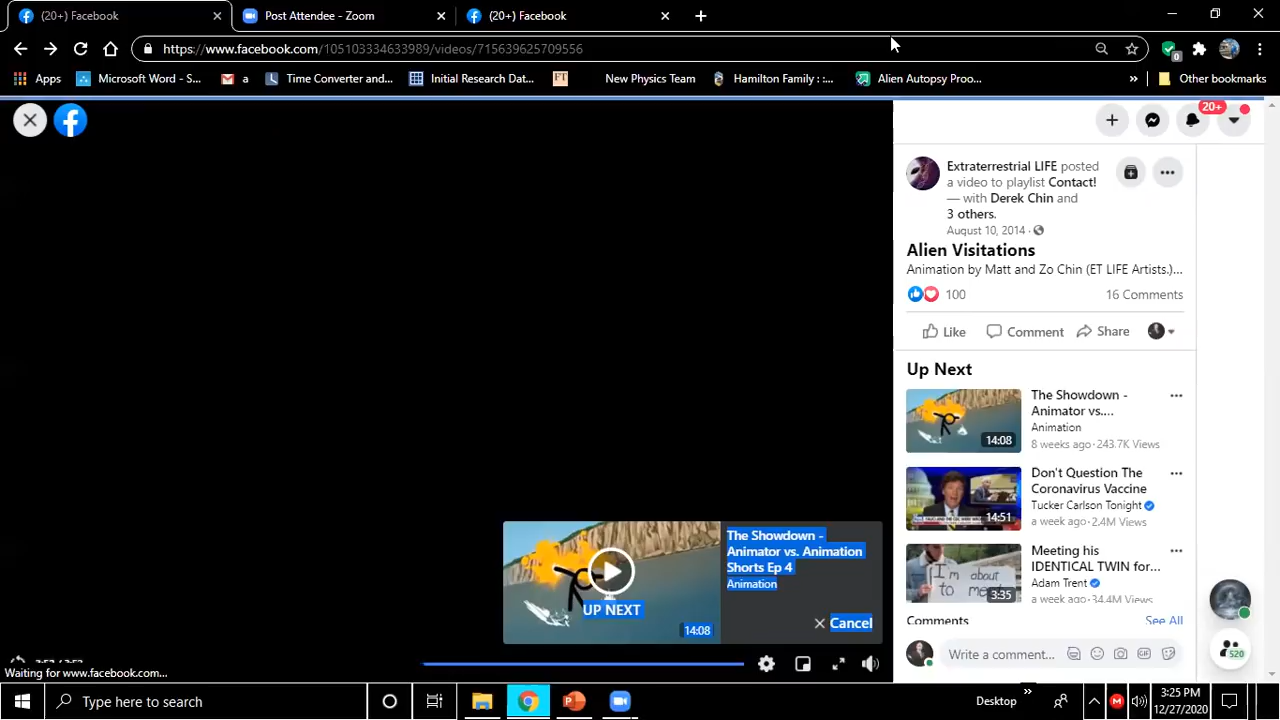 (20+) Facebook
Post Attendee - Zoom
(20+) Facebook
https://www.facebook.com/105103334633989/videos/715639625709556
0
Apps
Microsoft Word - S...
a
Time Converter and...
Initial Research Dat...
FT
New Physics Team
Hamilton Family : :...
Alien Autopsy Proo...
»
Other bookmarks
20+
Extraterrestrial LIFE posted
a video to playlist Contact!
— with Derek Chin and
3 others.
August 10, 2014 ·
Alien Visitations
Animation by Matt and Zo Chin (ET LIFE Artists.)...
100
16 Comments
Like
Comment
Share
Up Next
The Showdown -
Animator vs....
Animation
8 weeks ago · 243.7K Views
14:08
Don't Question The
Coronavirus Vaccine
Tucker Carlson Tonight
a week ago · 2.4M Views
14:51
Meeting his
IDENTICAL TWIN for...
Adam Trent
a week ago · 34.4M Views
I'm about
to me
3:35
Comments
See All
Write a comment...
GIF
520
The Showdown -
Animator vs. Animation
Shorts Ep 4
Animation
UP NEXT
14:08
Cancel
Waiting for www.facebook.com...
Type here to search
Desktop
»
3:25 PM
12/27/2020